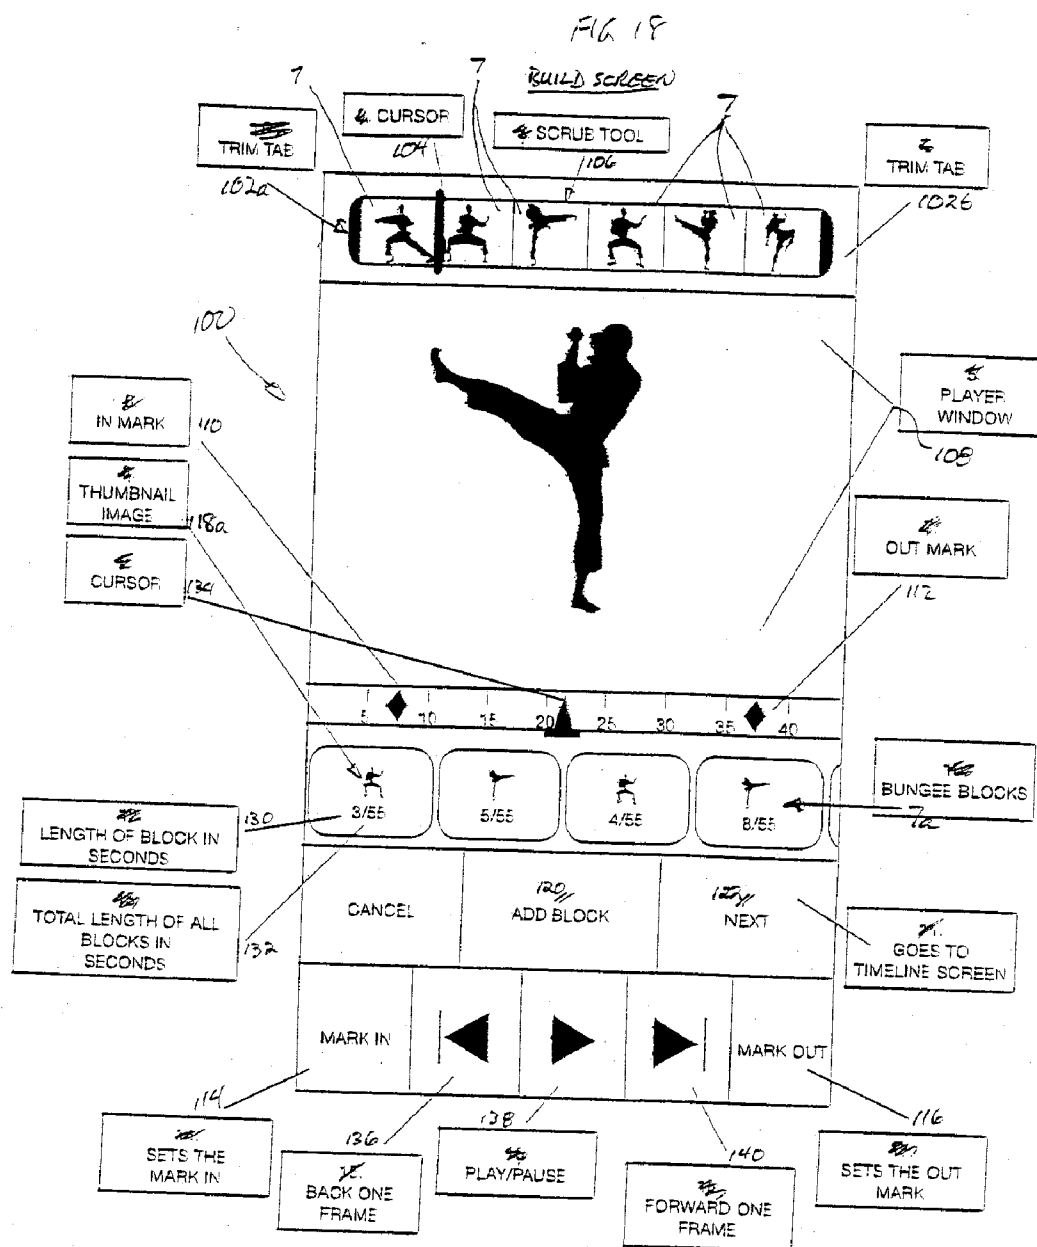 FIG 18
BUILD SCREEN
7
7
7
CURSOR
104
SCRUB TOOL
106
TRIM TAB
102a
TRIM TAB
102b
100
IN MARK
110
THUMBNAIL
IMAGE
118a
CURSOR
134
PLAYER
WINDOW
108
OUT MARK
112
5 10 15 20 25 30 35 40
3/55
5/55
4/55
8/55
BUNGEE BLOCKS
7a
LENGTH OF BLOCK IN
SECONDS
130
TOTAL LENGTH OF ALL
BLOCKS IN
SECONDS
132
CANCEL
120
ADD BLOCK
NEXT
GOES TO
TIMELINE SCREEN
MARK IN
MARK OUT
114
SETS THE
MARK IN
136
BACK ONE
FRAME
138
PLAY/PAUSE
140
FORWARD ONE
FRAME
116
SETS THE OUT
MARK